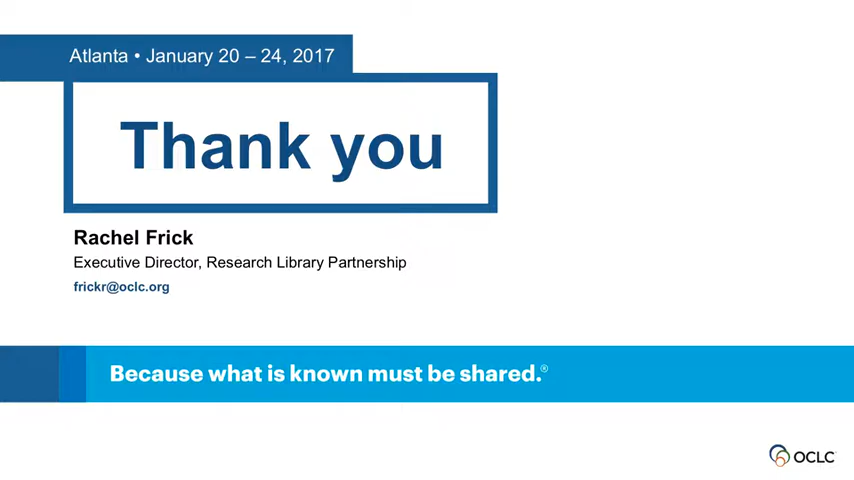 Atlanta • January 20 – 24, 2017
Thank you
Rachel Frick
Executive Director, Research Library Partnership
frickr@oclc.org
Because what is known must be shared.®
OCLC